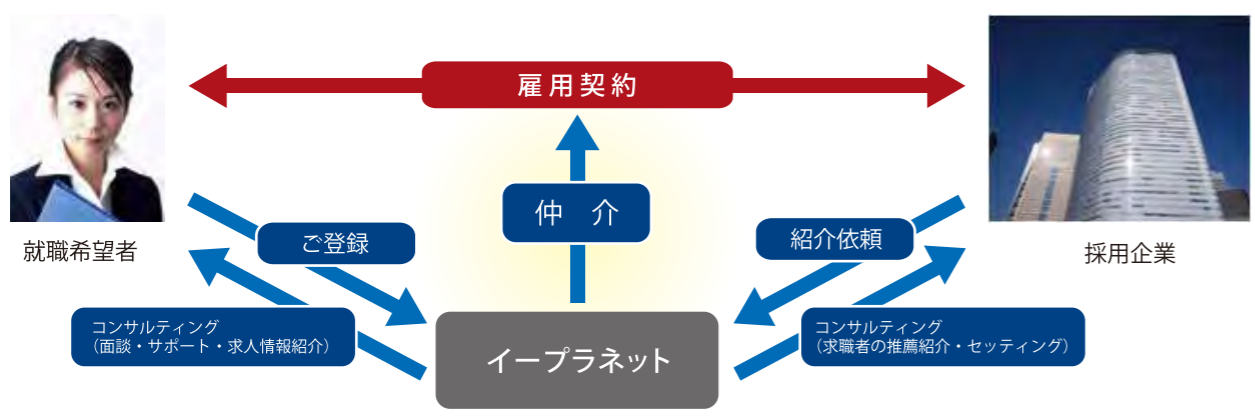 雇用契約
仲 介
ご登録
紹介依頼
就職希望者
採用企業
コンサルティング
(面談・サポート・求人情報紹介)
コンサルティング
(求職者の推薦紹介・セッティング)
イープラネット